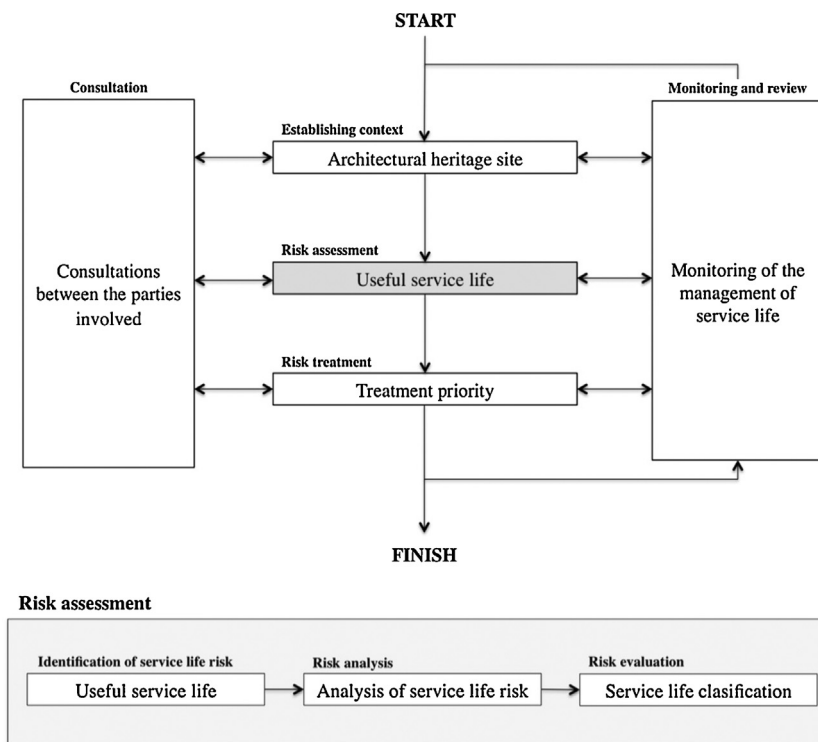 START
Consultation
Monitoring and review
Establishing context
Architectural heritage site
Risk assessment
Useful service life
Consultations
between the parties
involved
Monitoring of the
management of
service life
Risk treatment
Treatment priority
FINISH
Risk assessment
Identification of service life risk
Risk analysis
Risk evaluation
Useful service life
Analysis of service life risk
Service life clasification